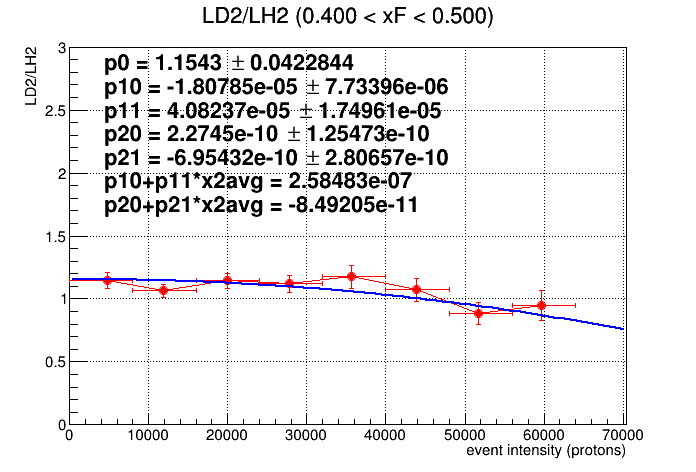 LD2/LH2 (0.400 < xF < 0.500)
LD2/LH2
p0 = 1.1543 ± 0.0422844
p10 = -1.80785e-05 ± 7.73396e-06
p11 = 4.08237e-05 ± 1.74961e-05
p20 = 2.2745e-10 ± 1.25473e-10
p21 = -6.95432e-10 ± 2.80657e-10
p10+p11*x2avg = 2.58483e-07
p20+p21*x2avg = -8.49205e-11
3
2.5
2
1.5
1
0.5
0
0 10000 20000 30000 40000 50000 60000 70000
event intensity (protons)